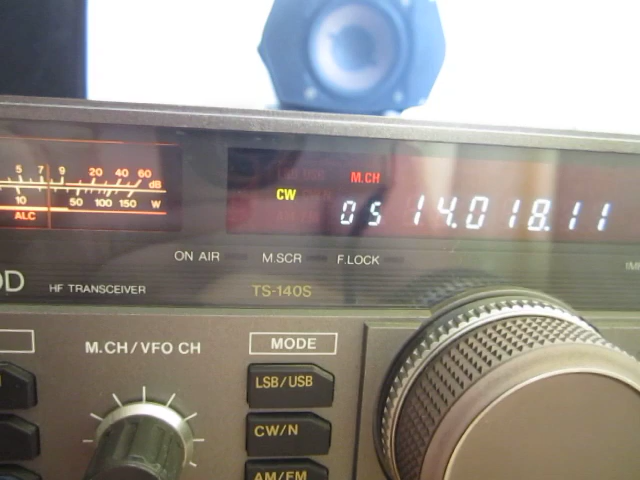 5 7 9 20 40 60 dB
10 50 100 150 W
ALC
M.CH
CW
05 14.018.11
ON AIR M.SCR F.LOCK
OD HF TRANSCEIVER TS-140S
M.CH/VFO CH MODE
LSB/USB
CW/N
AM/FM